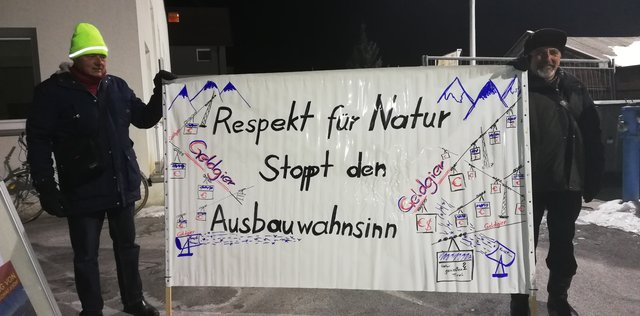 Respekt für Natur
Stoppt den
Ausbauwahnsinn
Geldgier
Geldgier